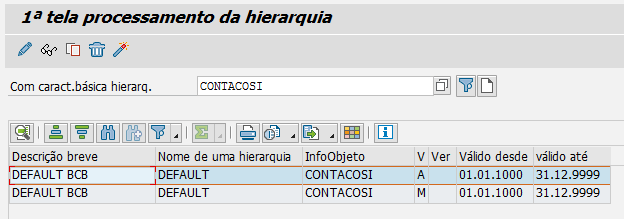 1ª tela processamento da hierarquia
Com caract.básica hierarq. CONTACOSI
Descrição breve Nome de uma hierarquia InfoObjeto V Ver Válido desde válido até
DEFAULT BCB DEFAULT CONTACOSI A 01.01.1000 31.12.9999
DEFAULT BCB DEFAULT CONTACOSI M 01.01.1000 31.12.9999